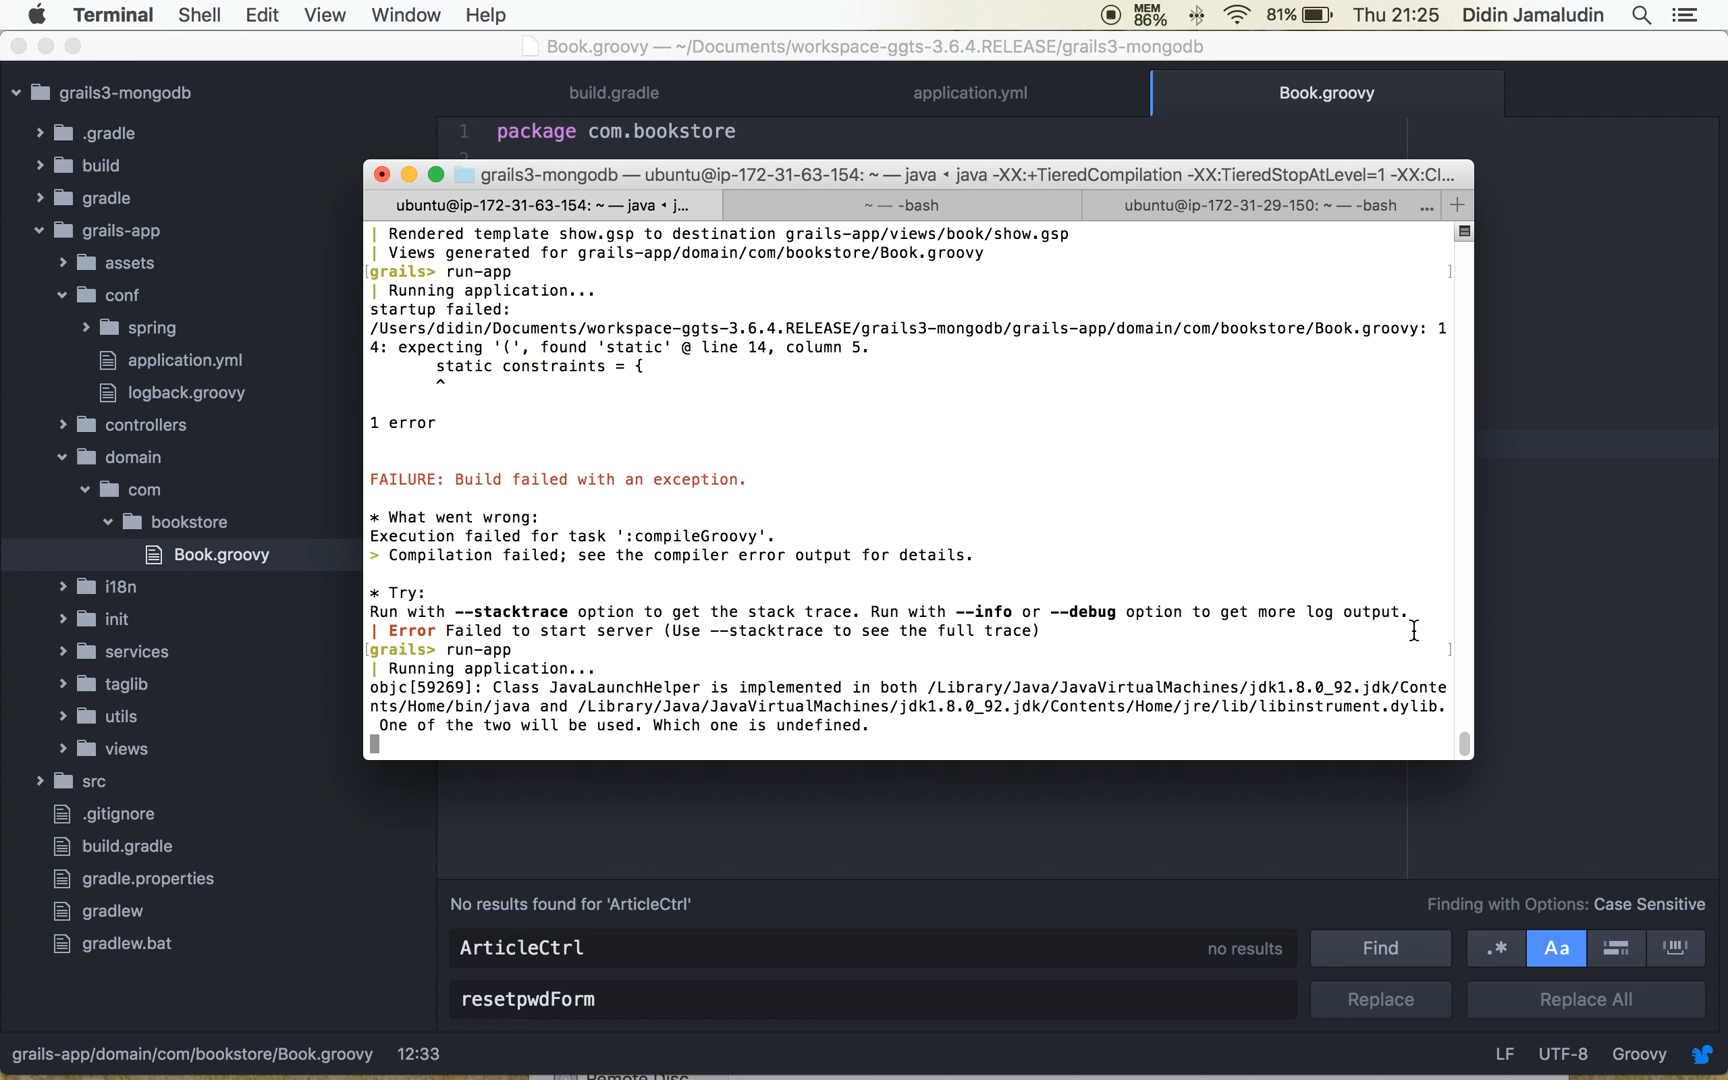 Terminal Shell Edit View Window Help MEM 86% 81% Thu 21:25 Didin Jamaludin
Book.groovy — ~/Documents/workspace-ggts-3.6.4.RELEASE/grails3-mongodb
grails3-mongodb
.gradle
build
gradle
grails-app
assets
conf
spring
application.yml
logback.groovy
controllers
domain
com
bookstore
Book.groovy
i18n
init
services
taglib
utils
views
src
.gitignore
build.gradle
gradle.properties
gradlew
gradlew.bat
build.gradle application.yml Book.groovy
1 package com.bookstore
grails3-mongodb — ubuntu@ip-172-31-63-154: ~ — java ‹ java -XX:+TieredCompilation -XX:TieredStopAtLevel=1 -XX:CI...
ubuntu@ip-172-31-63-154: ~ — java ‹ j... ~ — -bash ubuntu@ip-172-31-29-150: ~ — -bash ... +
| Rendered template show.gsp to destination grails-app/views/book/show.gsp
| Views generated for grails-app/domain/com/bookstore/Book.groovy
[grails> run-app ]
| Running application...
startup failed:
/Users/didin/Documents/workspace-ggts-3.6.4.RELEASE/grails3-mongodb/grails-app/domain/com/bookstore/Book.groovy: 1
4: expecting '(', found 'static' @ line 14, column 5.
static constraints = {
^
1 error
FAILURE: Build failed with an exception.
* What went wrong:
Execution failed for task ':compileGroovy'.
> Compilation failed; see the compiler error output for details.
* Try:
Run with --stacktrace option to get the stack trace. Run with --info or --debug option to get more log output.
| Error Failed to start server (Use --stacktrace to see the full trace)
[grails> run-app ]
| Running application...
objc[59269]: Class JavaLaunchHelper is implemented in both /Library/Java/JavaVirtualMachines/jdk1.8.0_92.jdk/Conte
nts/Home/bin/java and /Library/Java/JavaVirtualMachines/jdk1.8.0_92.jdk/Contents/Home/jre/lib/libinstrument.dylib.
One of the two will be used. Which one is undefined.
No results found for 'ArticleCtrl' Finding with Options: Case Sensitive
ArticleCtrl no results Find .* Aa
resetpwdForm Replace Replace All
grails-app/domain/com/bookstore/Book.groovy 12:33 LF UTF-8 Groovy